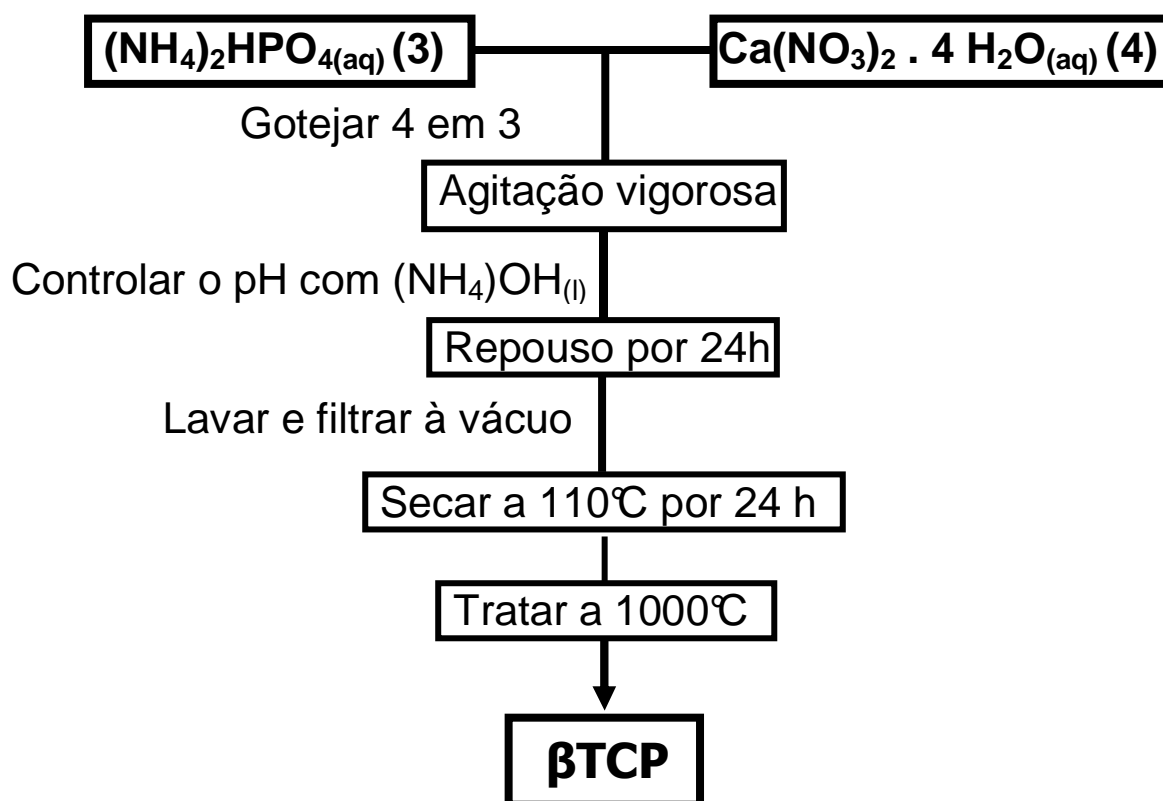 (NH₄)₂HPO₄(aq) (3)
Ca(NO₃)₂ . 4 H₂O(aq) (4)
Gotejar 4 em 3
Agitação vigorosa
Controlar o pH com (NH₄)OH(l)
Repouso por 24h
Lavar e filtrar à vácuo
Secar a 110°C por 24 h
Tratar a 1000°C
βTCP